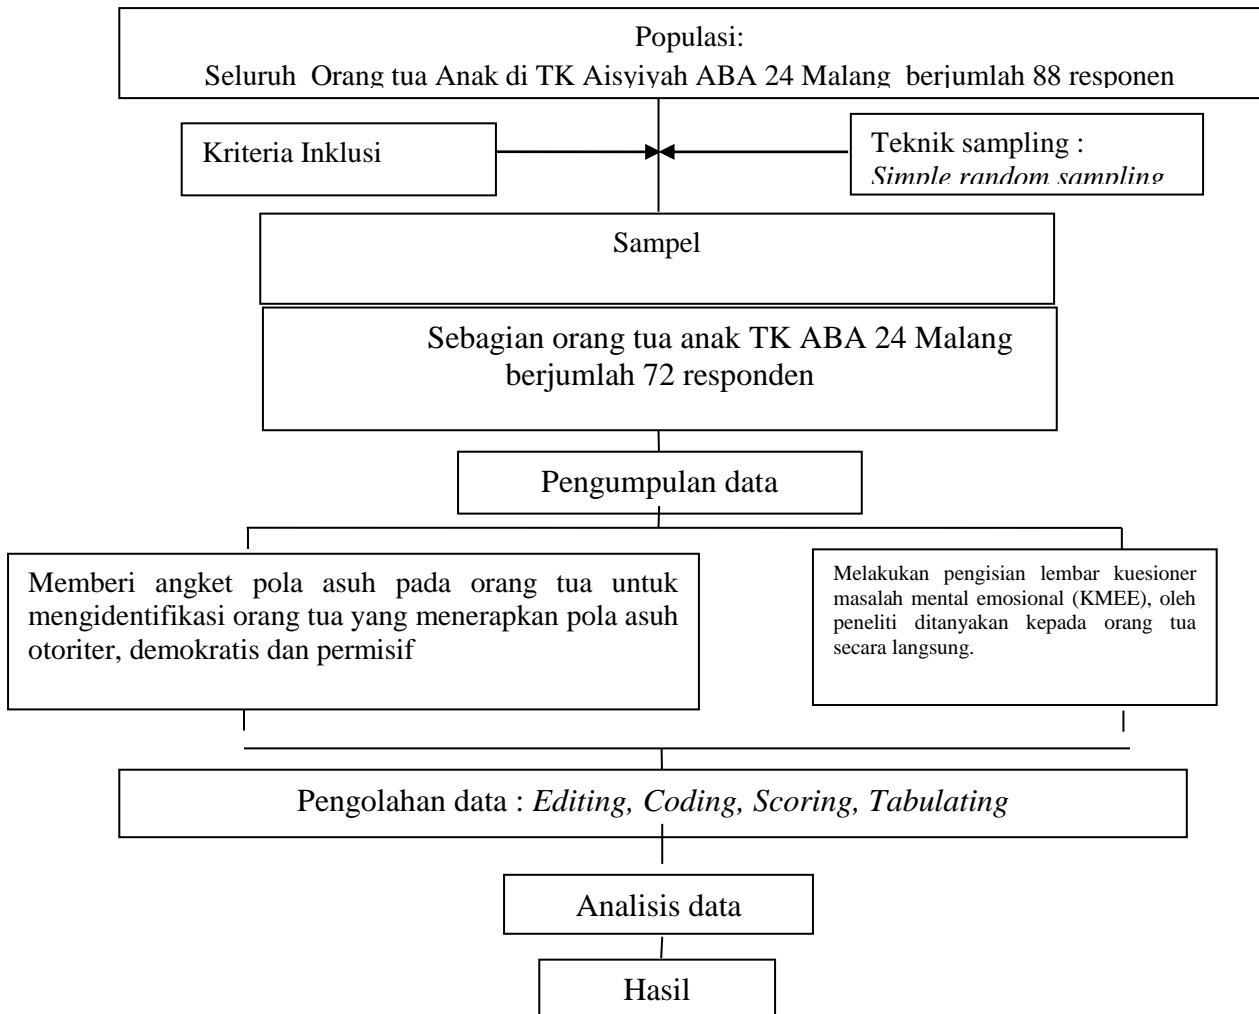 Populasi:
Seluruh Orang tua Anak di TK Aisyiyah ABA 24 Malang berjumlah 88 responen
Kriteria Inklusi
Teknik sampling :
Simple random sampling
Sampel
Sebagian orang tua anak TK ABA 24 Malang
berjumlah 72 responden
Pengumpulan data
Memberi angket pola asuh pada orang tua untuk
mengidentifikasi orang tua yang menerapkan pola asuh
otoriter, demokratis dan permisif
Melakukan pengisian lembar kuesioner
masalah mental emosional (KMEE), oleh
peneliti ditanyakan kepada orang tua
secara langsung.
Pengolahan data : Editing, Coding, Scoring, Tabulating
Analisis data
Hasil